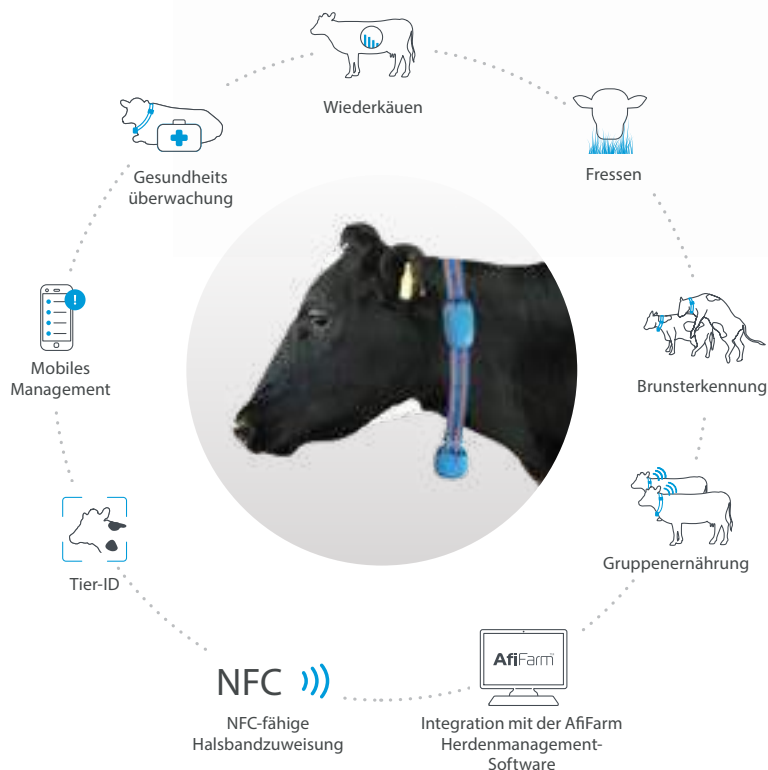 Wiederkäuen
Fressen
Brunsterkennung
Gruppenernährung
AfiFarm™
Integration mit der AfiFarm
Herdenmanagement-
Software
NFC
NFC-fähige
Halsbandzuweisung
Tier-ID
!
Mobiles
Management
Gesundheits
überwachung